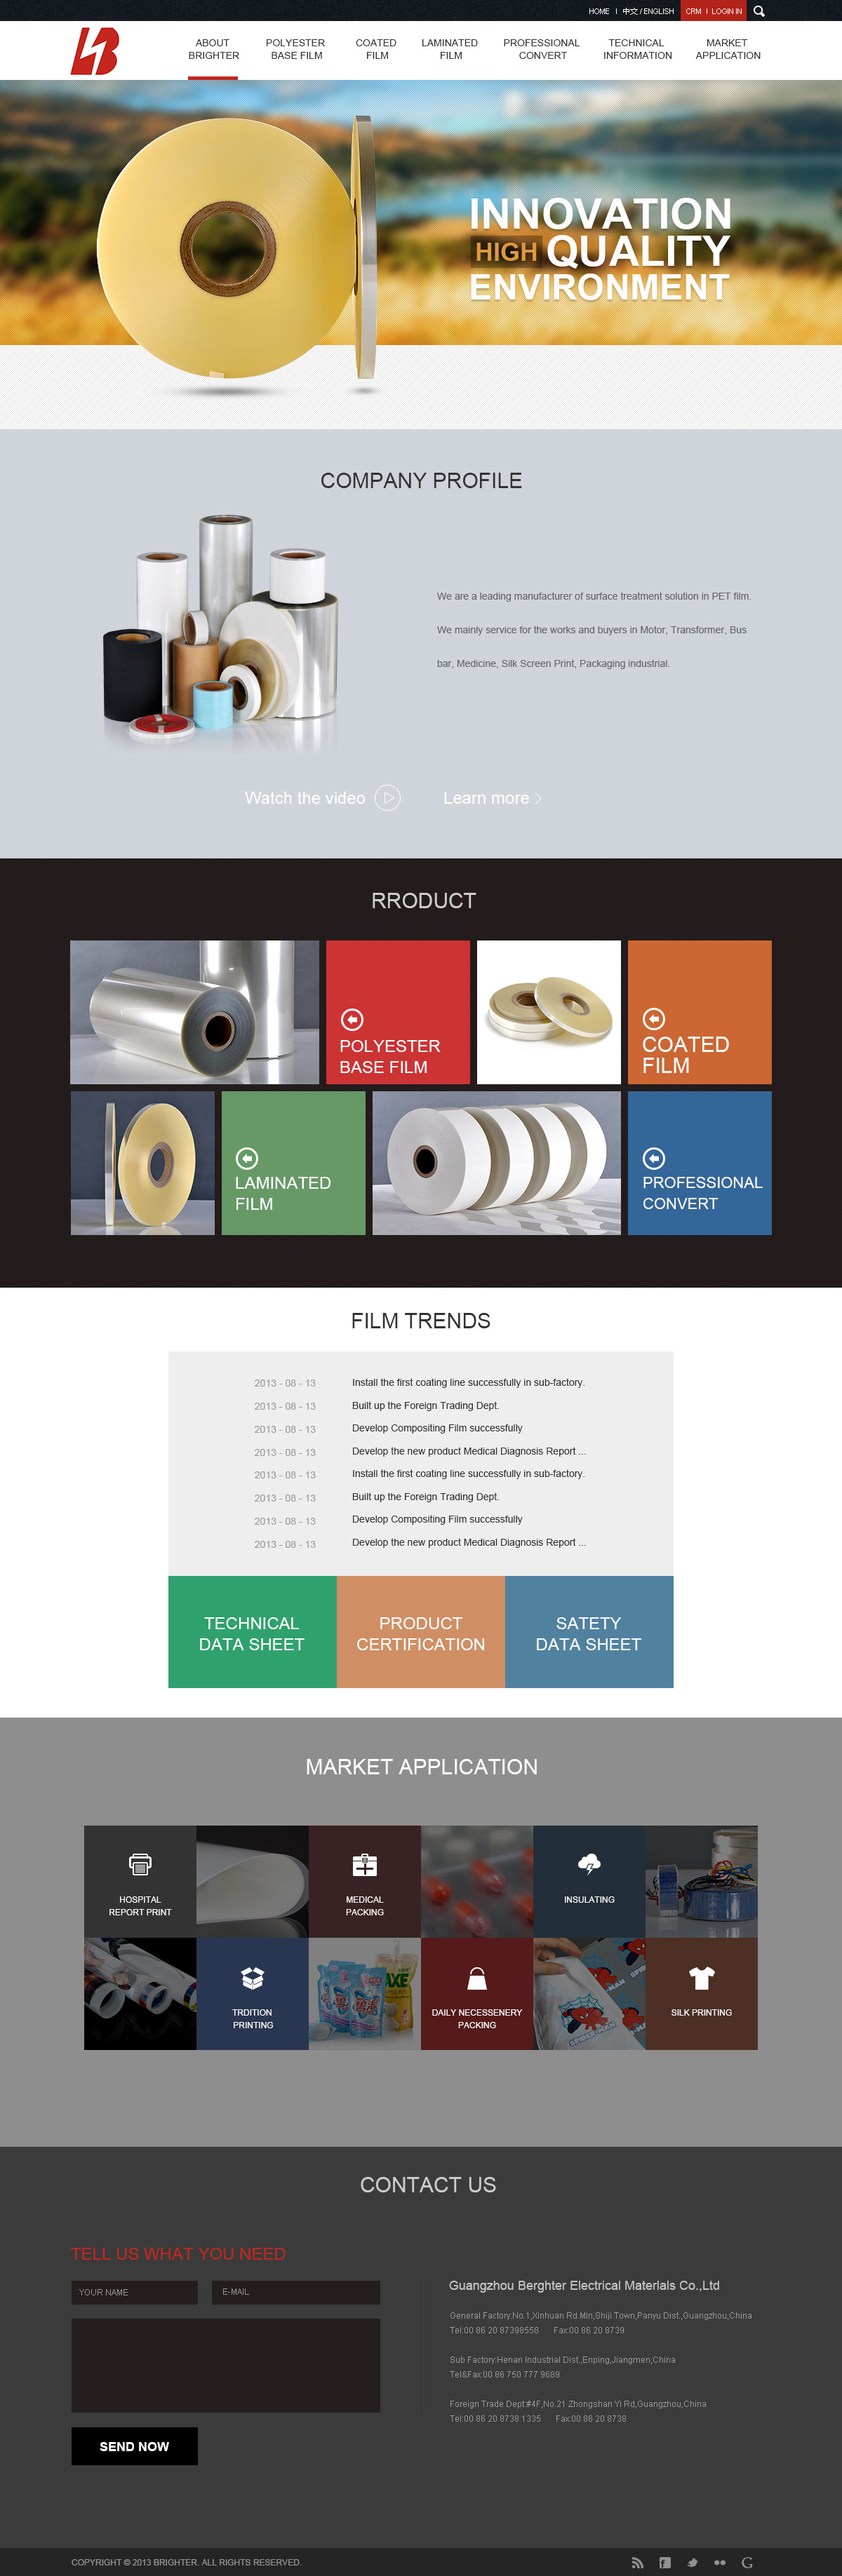 HOME | 中文 / ENGLISH CRM | LOGIN IN
ABOUT BRIGHTER
POLYESTER BASE FILM
COATED FILM
LAMINATED FILM
PROFESSIONAL CONVERT
TECHNICAL INFORMATION
MARKET APPLICATION
INNOVATION
HIGH QUALITY
ENVIRONMENT
COMPANY PROFILE
We are a leading manufacturer of surface treatment solution in PET film.
We mainly service for the works and buyers in Motor, Transformer, Bus
bar, Medicine, Silk Screen Print, Packaging industrial.
Watch the video
Learn more
RRODUCT
POLYESTER
BASE FILM
COATED
FILM
LAMINATED
FILM
PROFESSIONAL
CONVERT
FILM TRENDS
2013 - 08 - 13 Install the first coating line successfully in sub-factory.
2013 - 08 - 13 Built up the Foreign Trading Dept.
2013 - 08 - 13 Develop Compositing Film successfully
2013 - 08 - 13 Develop the new product Medical Diagnosis Report ...
2013 - 08 - 13 Install the first coating line successfully in sub-factory.
2013 - 08 - 13 Built up the Foreign Trading Dept.
2013 - 08 - 13 Develop Compositing Film successfully
2013 - 08 - 13 Develop the new product Medical Diagnosis Report ...
TECHNICAL
DATA SHEET
PRODUCT
CERTIFICATION
SATETY
DATA SHEET
MARKET APPLICATION
HOSPITAL
REPORT PRINT
MEDICAL
PACKING
INSULATING
TRDITION
PRINTING
DAILY NECESSENERY
PACKING
SILK PRINTING
CONTACT US
TELL US WHAT YOU NEED
YOUR NAME
E-MAIL
SEND NOW
Guangzhou Berghter Electrical Materlals Co.,Ltd
General Factory:No.1,Xinhuan Rd.Min,Shiji Town,Panyu Dist.,Guangzhou,China
Tel:00 86 20 87398558 Fax:00 86 20 8739
Sub Factory:Henan Industrial Dist.,Enping,Jiangmen,China
Tel&Fax:00 86 750 777 9689
Foreign Trade Dept:#4F,No.21 Zhongshan Yi Rd,Guangzhou,China
Tel:00 86 20 8738 1335 Fax:00 86 20 8738
COPYRIGHT © 2013 BRIGHTER. ALL RIGHTS RESERVED.